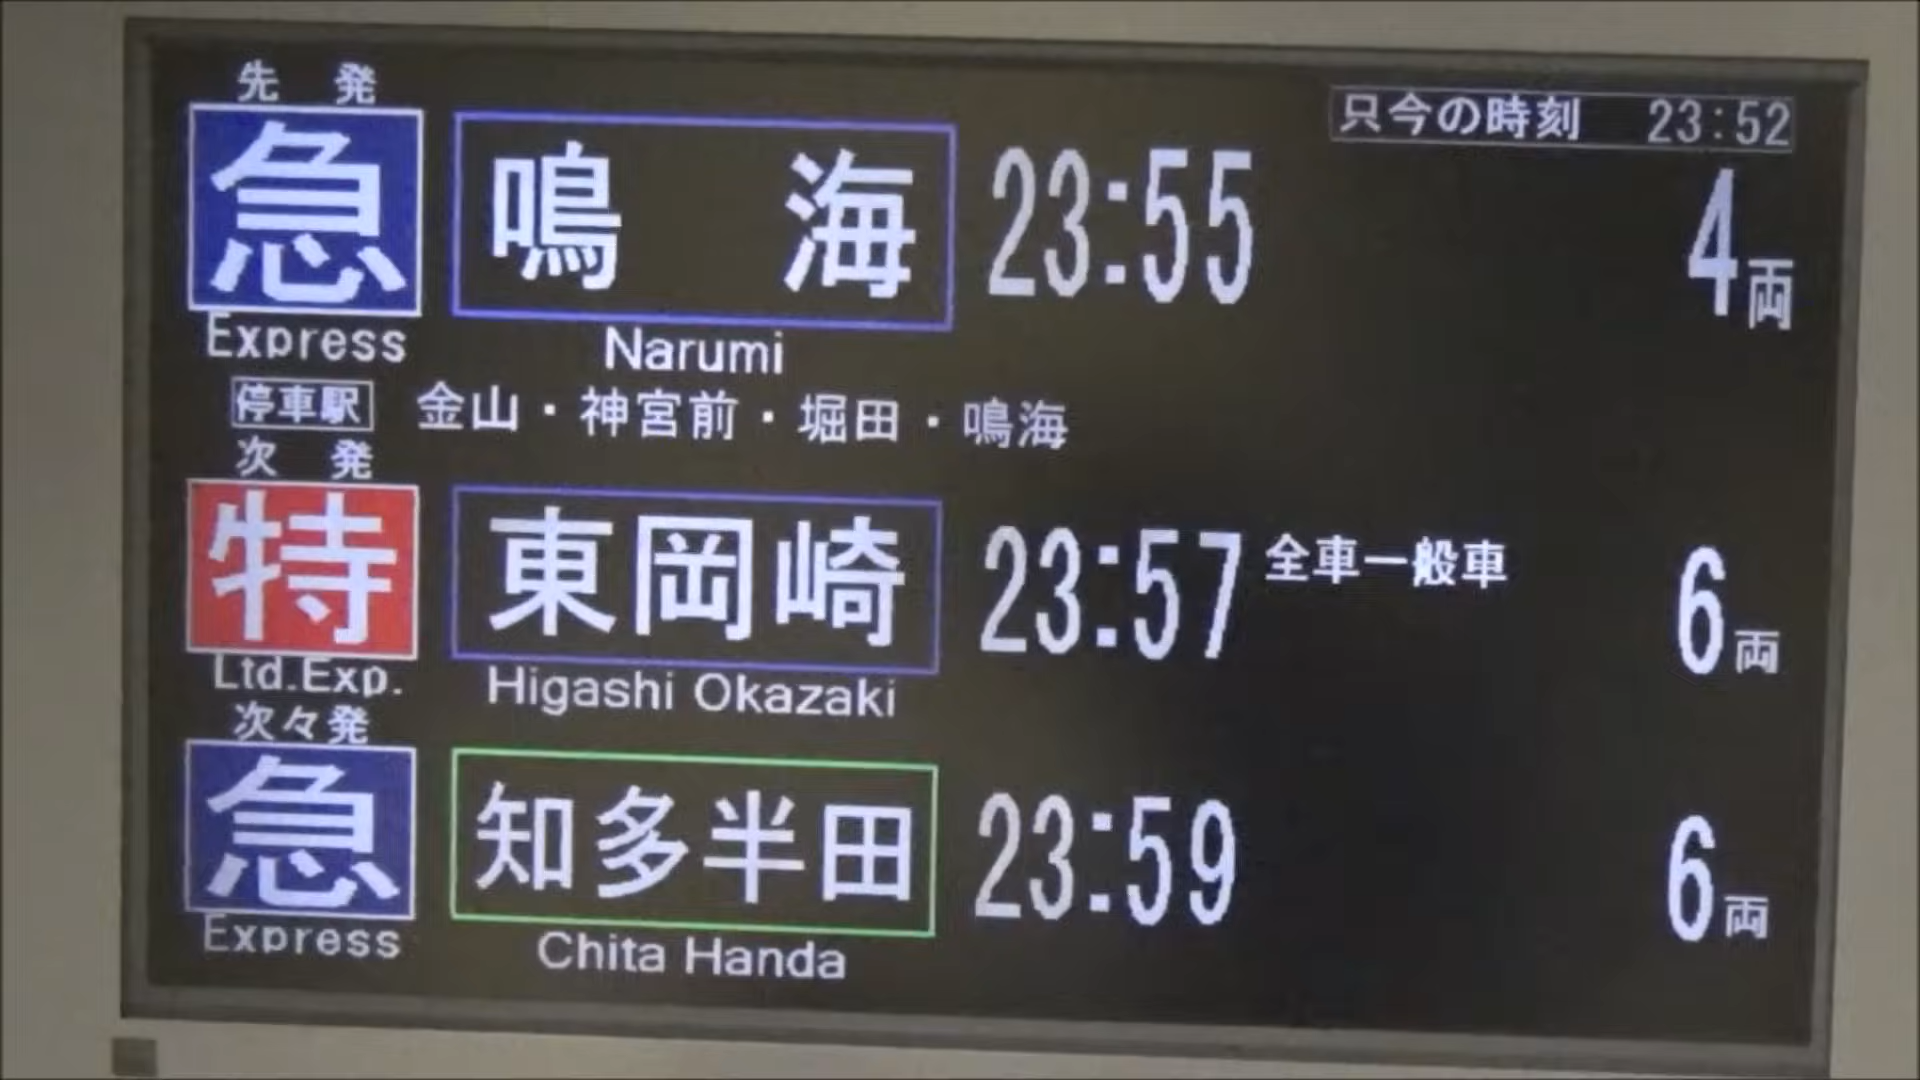 只今の時刻 23:52
先発
急 鳴海 23:55 4両
Express Narumi
停車駅 金山・神宮前・堀田・鳴海
次発
特 東岡崎 23:57 全車一般車 6両
Ltd.Exp. Higashi Okazaki
次々発
急 知多半田 23:59 6両
Express Chita Handa